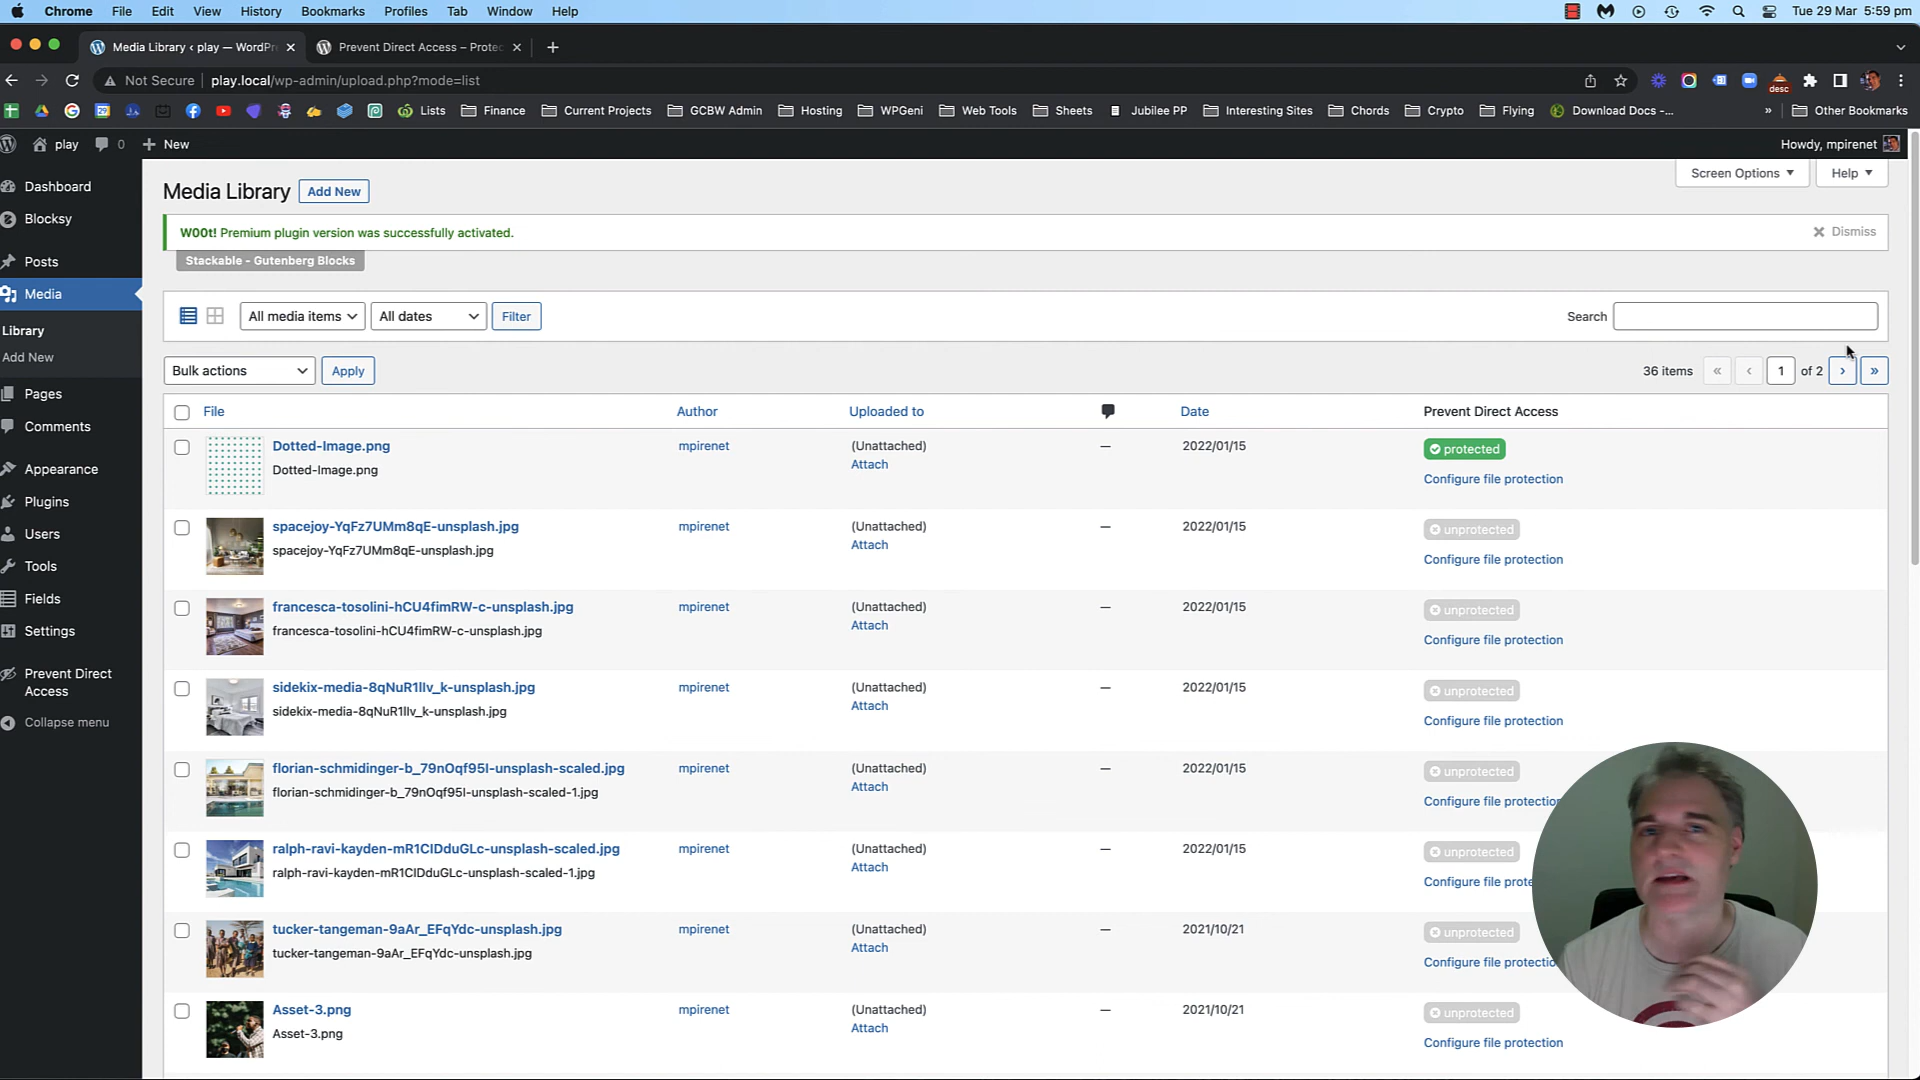 Chrome File Edit View History Bookmarks Profiles Tab Window Help Tue 29 Mar 5:59 pm
Media Library ‹ play — WordPr Prevent Direct Access – Prote
Not Secure play.local/wp-admin/upload.php?mode=list desc
Lists Finance Current Projects GCBW Admin Hosting WPGeni Web Tools Sheets Jubilee PP Interesting Sites Chords Crypto Flying Download Docs -... » Other Bookmarks
play 0 + New Howdy, mpirenet
Dashboard
Blocksy
Posts
Media
Library
Add New
Pages
Comments
Appearance
Plugins
Users
Tools
Fields
Settings
Prevent Direct
Access
Collapse menu
Screen Options Help
Media Library Add New
W00t! Premium plugin version was successfully activated. Dismiss
Stackable - Gutenberg Blocks
All media items All dates Filter Search
Bulk actions Apply 36 items « ‹ 1 of 2 › »
File Author Uploaded to Date Prevent Direct Access
Dotted-Image.png mpirenet (Unattached) — 2022/01/15 protected
Dotted-Image.png Attach Configure file protection
spacejoy-YqFz7UMm8qE-unsplash.jpg mpirenet (Unattached) — 2022/01/15 unprotected
spacejoy-YqFz7UMm8qE-unsplash.jpg Attach Configure file protection
francesca-tosolini-hCU4fimRW-c-unsplash.jpg mpirenet (Unattached) — 2022/01/15 unprotected
francesca-tosolini-hCU4fimRW-c-unsplash.jpg Attach Configure file protection
sidekix-media-8qNuR1lIv_k-unsplash.jpg mpirenet (Unattached) — 2022/01/15 unprotected
sidekix-media-8qNuR1lIv_k-unsplash.jpg Attach Configure file protection
florian-schmidinger-b_79nOqf95I-unsplash-scaled.jpg mpirenet (Unattached) — 2022/01/15 unprotected
florian-schmidinger-b_79nOqf95I-unsplash-scaled-1.jpg Attach Configure file protectio
ralph-ravi-kayden-mR1CIDduGLc-unsplash-scaled.jpg mpirenet (Unattached) — 2022/01/15 unprotected
ralph-ravi-kayden-mR1CIDduGLc-unsplash-scaled-1.jpg Attach Configure file prote
tucker-tangeman-9aAr_EFqYdc-unsplash.jpg mpirenet (Unattached) — 2021/10/21 unprotected
tucker-tangeman-9aAr_EFqYdc-unsplash.jpg Attach Configure file protectio
Asset-3.png mpirenet (Unattached) — 2021/10/21 unprotected
Asset-3.png Attach Configure file protection